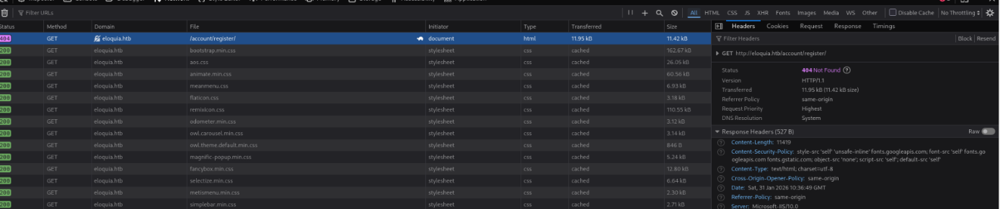 Filter URLs All HTML CSS JS XHR Fonts Images Media WS Other Disable Cache No Throttling
Status Method Domain File Initiator Type Transferred Size Headers Cookies Request Response Timings
404 GET eloquia.htb /account/register/ document html 11.95 kB 11.42 kB
200 GET eloquia.htb bootstrap.min.css stylesheet css cached 162.67 kB
200 GET eloquia.htb aos.css stylesheet css cached 26.05 kB
200 GET eloquia.htb animate.min.css stylesheet css cached 60.56 kB
200 GET eloquia.htb meanmenu.css stylesheet css cached 6.93 kB
200 GET eloquia.htb flaticon.css stylesheet css cached 3.18 kB
200 GET eloquia.htb remixicon.css stylesheet css cached 110.55 kB
200 GET eloquia.htb odometer.min.css stylesheet css cached 3.12 kB
200 GET eloquia.htb owl.carousel.min.css stylesheet css cached 3.14 kB
200 GET eloquia.htb owl.theme.default.min.css stylesheet css cached 846 B
200 GET eloquia.htb magnific-popup.min.css stylesheet css cached 5.24 kB
200 GET eloquia.htb fancybox.min.css stylesheet css cached 12.80 kB
200 GET eloquia.htb selectize.min.css stylesheet css cached 6.64 kB
200 GET eloquia.htb metismenu.min.css stylesheet css cached 2.30 kB
200 GET eloquia.htb simplebar.min.css stylesheet css cached 2.71 kB
Filter Headers Block Resend
GET http://eloquia.htb/account/register/
Status 404 Not Found
Version HTTP/1.1
Transferred 11.95 kB (11.42 kB size)
Referrer Policy same-origin
Request Priority Highest
DNS Resolution System
Response Headers (527 B) Raw
Content-Length: 11419
Content-Security-Policy: style-src 'self' 'unsafe-inline' fonts.googleapis.com; font-src 'self' fonts.go
ogleapis.com fonts.gstatic.com; object-src 'none'; script-src 'self'; default-src 'self'
Content-Type: text/html; charset=utf-8
Cross-Origin-Opener-Policy: same-origin
Date: Sat, 31 Jan 2026 10:36:49 GMT
Referrer-Policy: same-origin
Server: Microsoft-IIS/10.0